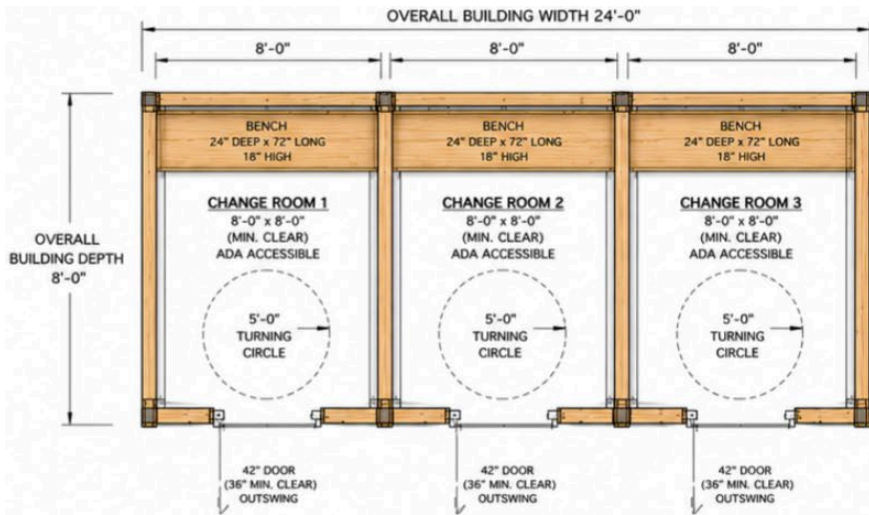 OVERALL BUILDING WIDTH 24'-0"
8'-0"
8'-0"
8'-0"
BENCH
24" DEEP x 72" LONG
18" HIGH
BENCH
24" DEEP x 72" LONG
18" HIGH
BENCH
24" DEEP x 72" LONG
18" HIGH
OVERALL
BUILDING DEPTH
8'-0"
CHANGE ROOM 1
8'-0" x 8'-0"
(MIN. CLEAR)
ADA ACCESSIBLE
CHANGE ROOM 2
8'-0" x 8'-0"
(MIN. CLEAR)
ADA ACCESSIBLE
CHANGE ROOM 3
8'-0" x 8'-0"
(MIN. CLEAR)
ADA ACCESSIBLE
5'-0"
TURNING
CIRCLE
5'-0"
TURNING
CIRCLE
5'-0"
TURNING
CIRCLE
42" DOOR
(36" MIN. CLEAR)
OUTSWING
42" DOOR
(36" MIN. CLEAR)
OUTSWING
42" DOOR
(36" MIN. CLEAR)
OUTSWING